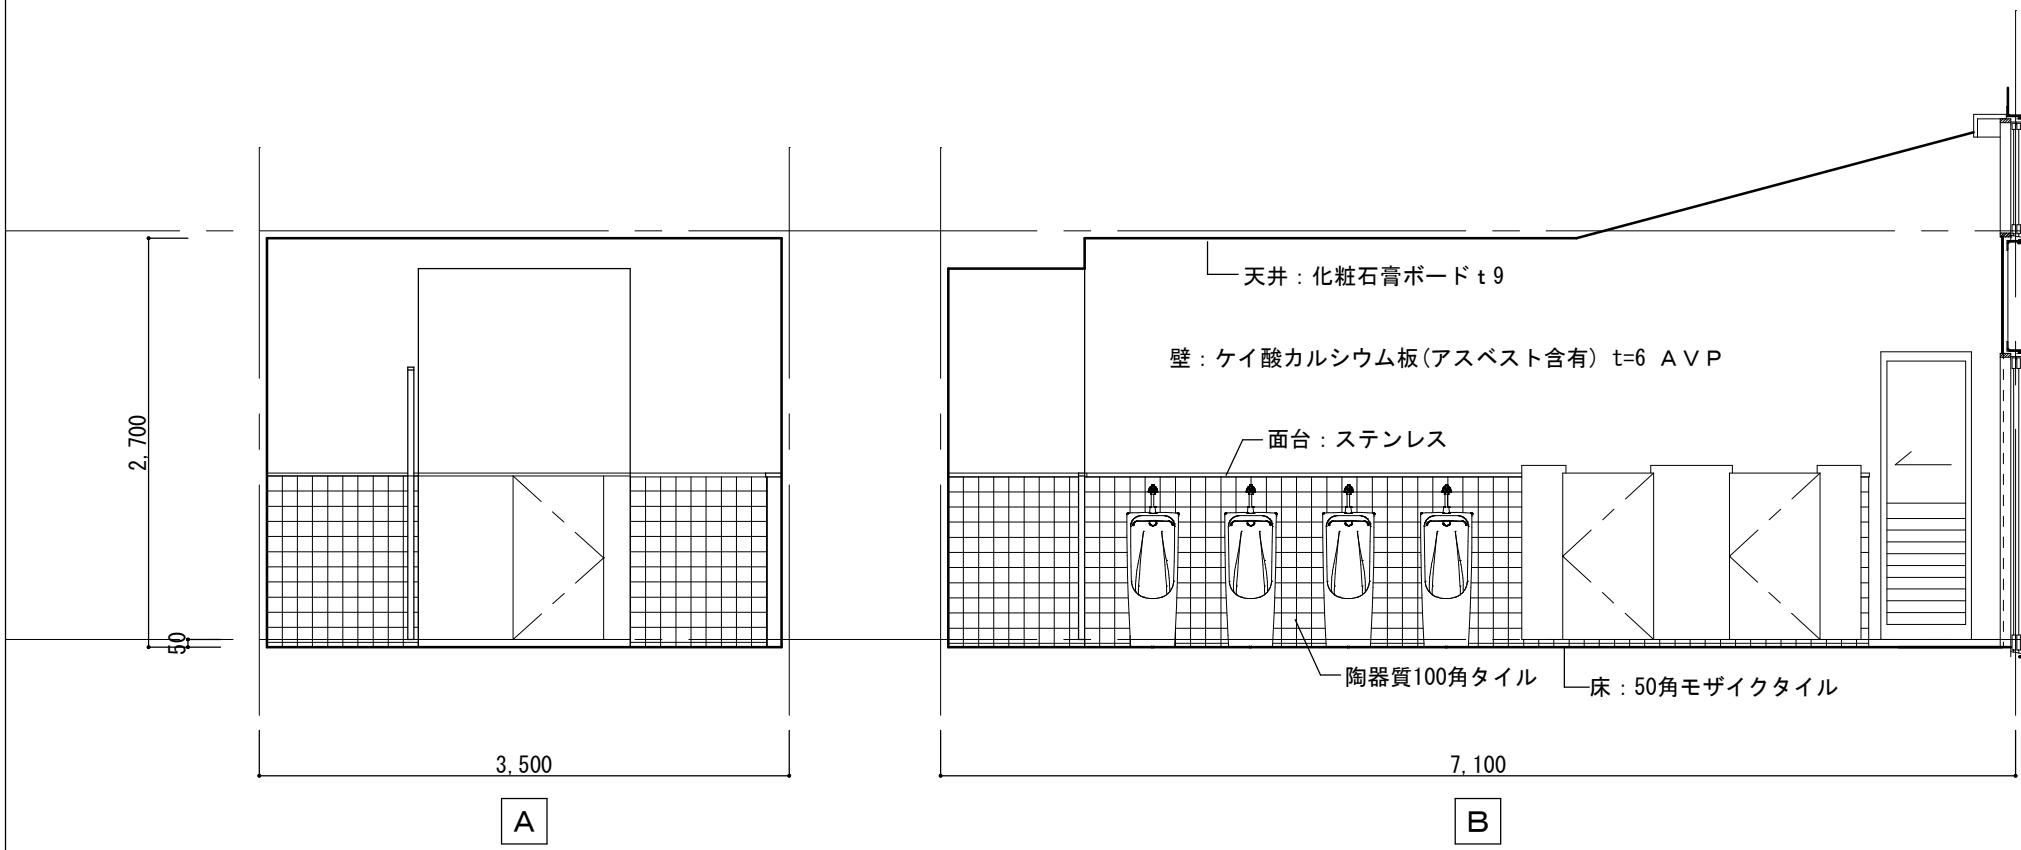 天井：化粧石膏ボードｔ9
壁：ケイ酸カルシウム板(アスベスト含有) t=6 ＡＶＰ
面台：ステンレス
2,700
50
陶器質100角タイル
床：50角モザイクタイル
3,500
7,100
A
B